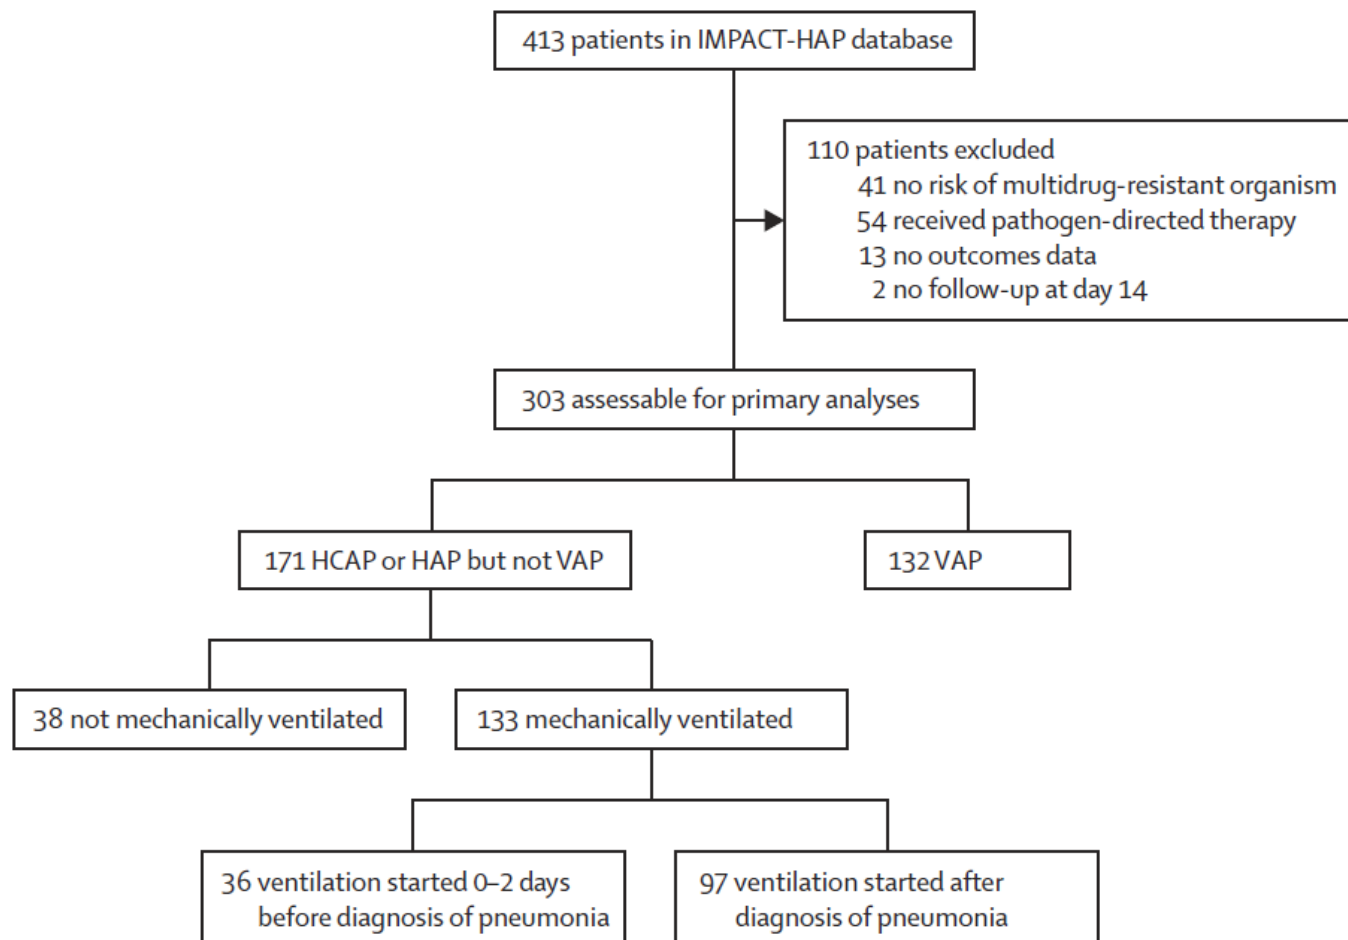 413 patients in IMPACT-HAP database
110 patients excluded
41 no risk of multidrug-resistant organism
54 received pathogen-directed therapy
13 no outcomes data
2 no follow-up at day 14
303 assessable for primary analyses
171 HCAP or HAP but not VAP
132 VAP
38 not mechanically ventilated
133 mechanically ventilated
36 ventilation started 0–2 days
before diagnosis of pneumonia
97 ventilation started after
diagnosis of pneumonia